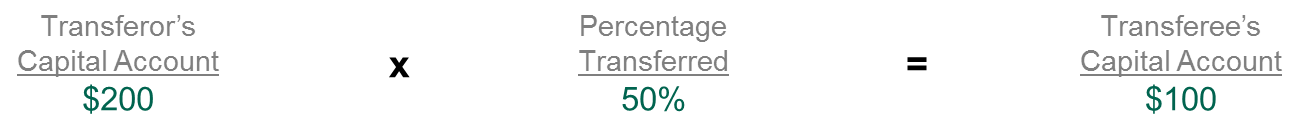 Transferor's
Capital Account
$200
x
Percentage
Transferred
50%
=
Transferee's
Capital Account
$100